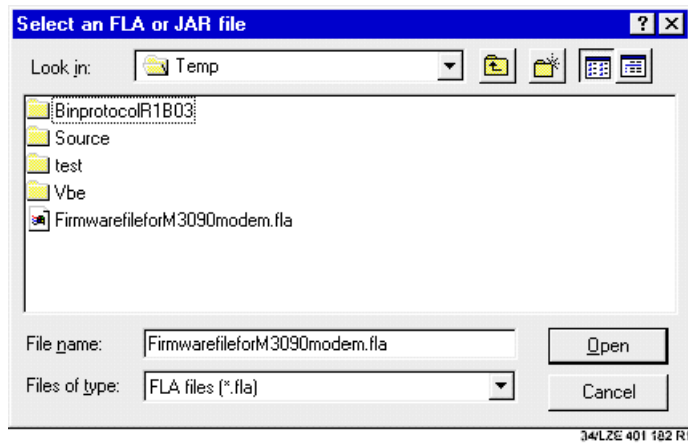 Select an FLA or JAR file
Look in: Temp
BinprotocolR1B03
Source
test
Vbe
FirmwarefileforM3090modem.fla
File name: FirmwarefileforM3090modem.fla Open
Files of type: FLA files (*.fla) Cancel
34/LZE 401 182 R1